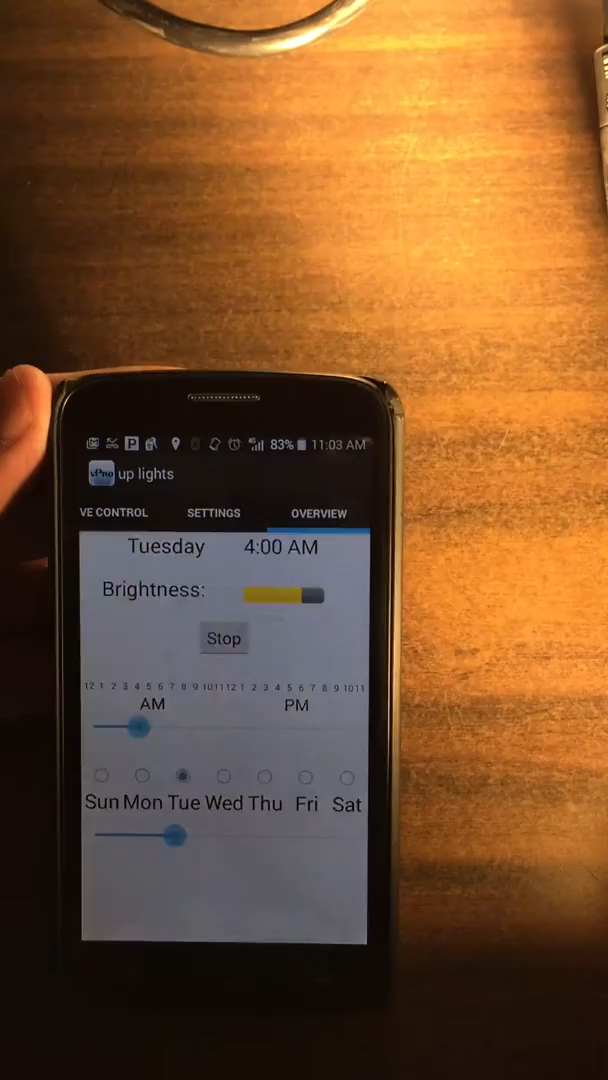 83% 11:03 AM
uPRO up lights
VE CONTROL SETTINGS OVERVIEW
Tuesday 4:00 AM
Brightness:
Stop
12 1 2 3 4 5 6 7 8 9 10 11 12 1 2 3 4 5 6 7 8 9 10 11
AM PM
Sun Mon Tue Wed Thu Fri Sat